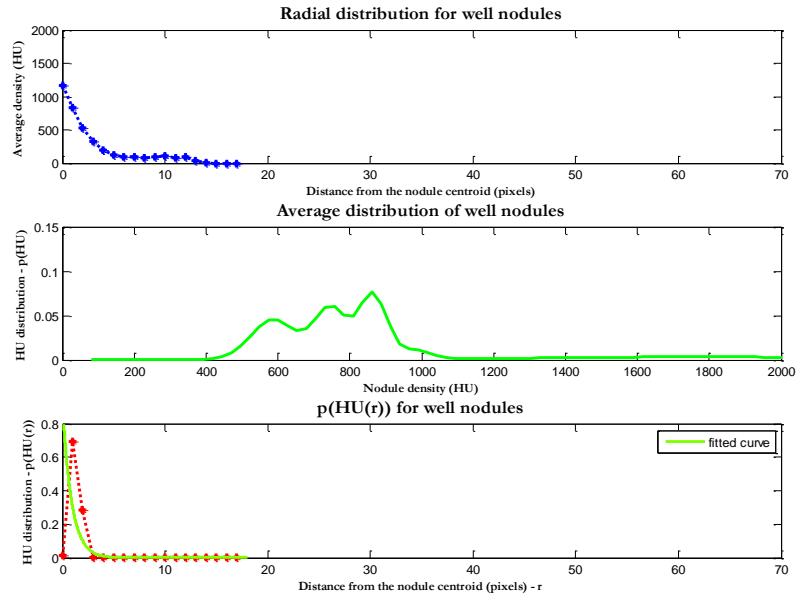 Radial distribution for well nodules
Average density (HU)
2000
1500
1000
500
0
0 10 20 30 40 50 60 70
Distance from the nodule centroid (pixels)
Average distribution of well nodules
HU distribution - p(HU)
0.15
0.1
0.05
0
0 200 400 600 800 1000 1200 1400 1600 1800 2000
Nodule density (HU)
p(HU(r)) for well nodules
HU distribution - p(HU(r))
0.8
0.6
0.4
0.2
0
fitted curve
0 10 20 30 40 50 60 70
Distance from the nodule centroid (pixels) - r